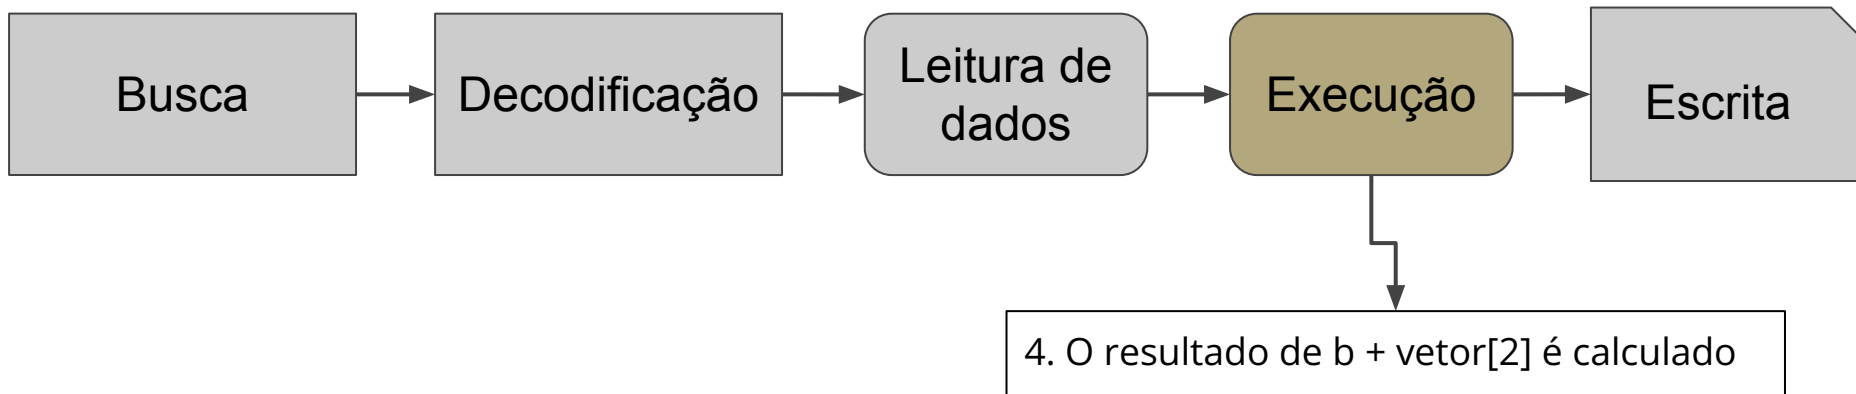 Busca
Decodificação
Leitura de
dados
Execução
Escrita
4. O resultado de b + vetor[2] é calculado